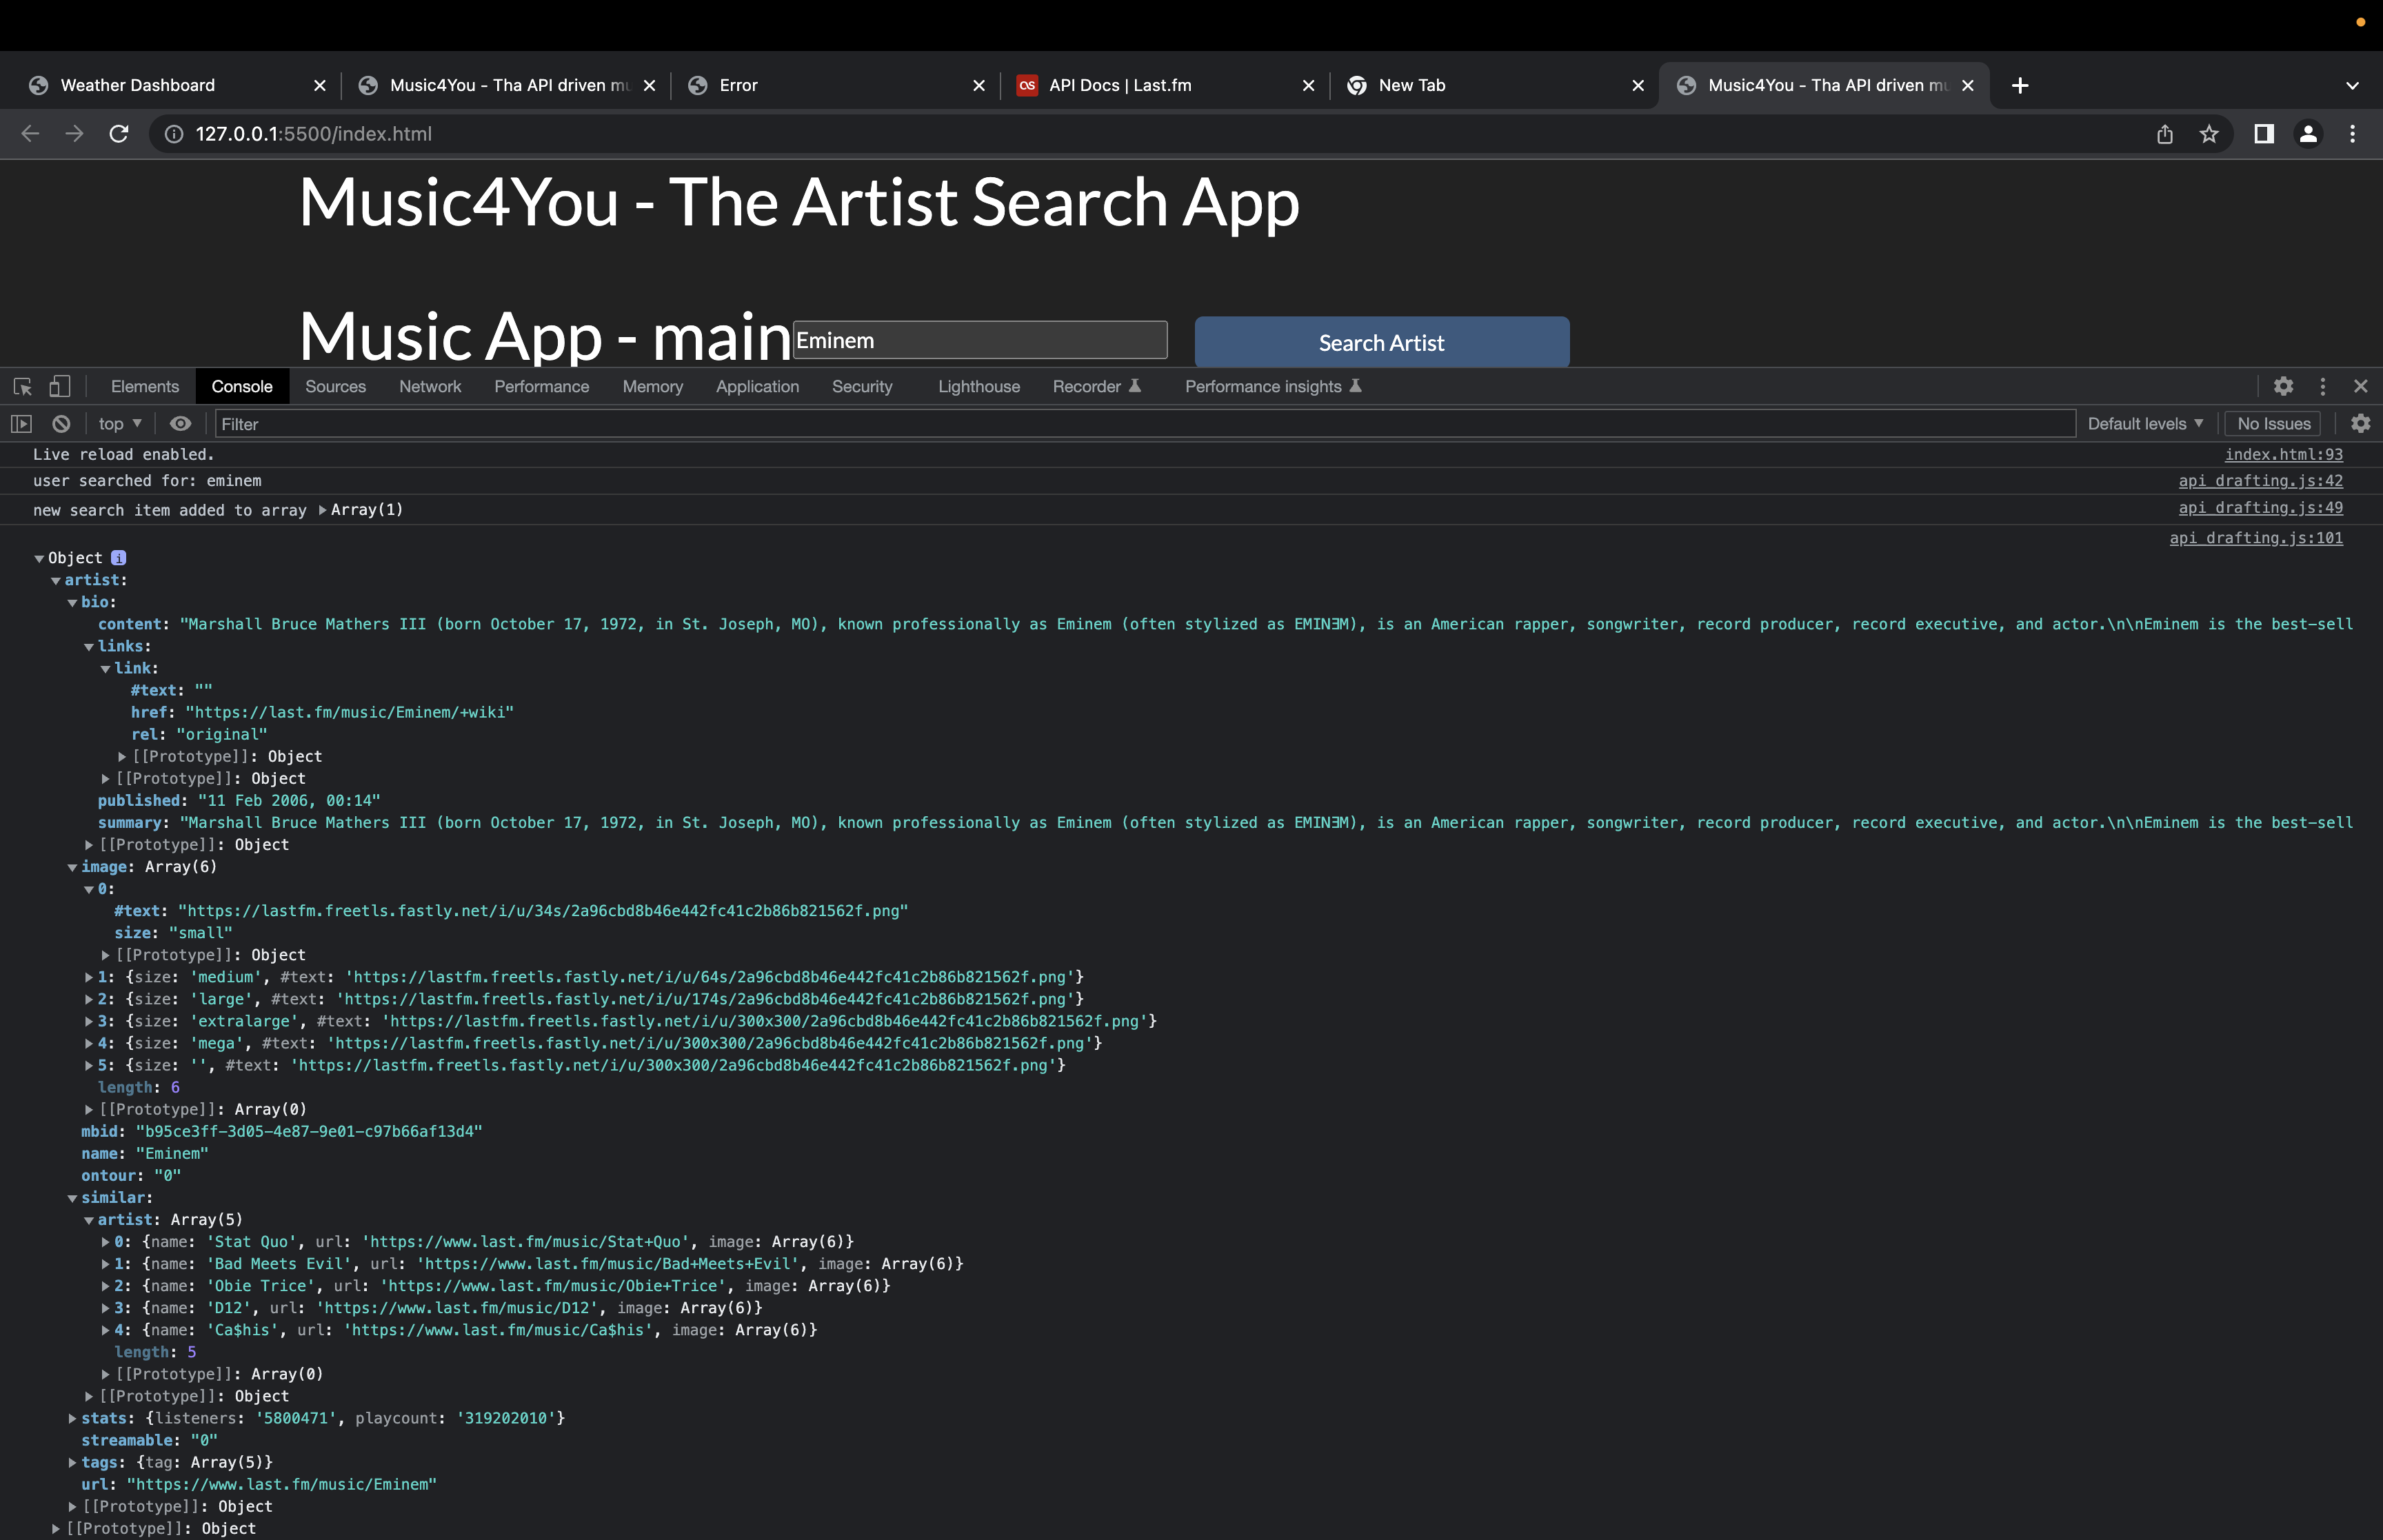 Weather Dashboard
Music4You - Tha API driven mu
Error
API Docs | Last.fm
New Tab
Music4You - Tha API driven mu
127.0.0.1:5500/index.html
Music4You - The Artist Search App
Music App - main Eminem Search Artist
Elements Console Sources Network Performance Memory Application Security Lighthouse Recorder Performance insights
top Filter Default levels No Issues
Live reload enabled. index.html:93
user searched for: eminem api_drafting.js:42
new search item added to array Array(1) api_drafting.js:49
api_drafting.js:101
Object i
artist:
bio:
content: "Marshall Bruce Mathers III (born October 17, 1972, in St. Joseph, MO), known professionally as Eminem (often stylized as EMINƎM), is an American rapper, songwriter, record producer, record executive, and actor.\n\nEminem is the best-sell
links:
link:
#text: ""
href: "https://last.fm/music/Eminem/+wiki"
rel: "original"
[[Prototype]]: Object
[[Prototype]]: Object
published: "11 Feb 2006, 00:14"
summary: "Marshall Bruce Mathers III (born October 17, 1972, in St. Joseph, MO), known professionally as Eminem (often stylized as EMINƎM), is an American rapper, songwriter, record producer, record executive, and actor.\n\nEminem is the best-sell
[[Prototype]]: Object
image: Array(6)
0:
#text: "https://lastfm.freetls.fastly.net/i/u/34s/2a96cbd8b46e442fc41c2b86b821562f.png"
size: "small"
[[Prototype]]: Object
1: {size: 'medium', #text: 'https://lastfm.freetls.fastly.net/i/u/64s/2a96cbd8b46e442fc41c2b86b821562f.png'}
2: {size: 'large', #text: 'https://lastfm.freetls.fastly.net/i/u/174s/2a96cbd8b46e442fc41c2b86b821562f.png'}
3: {size: 'extralarge', #text: 'https://lastfm.freetls.fastly.net/i/u/300x300/2a96cbd8b46e442fc41c2b86b821562f.png'}
4: {size: 'mega', #text: 'https://lastfm.freetls.fastly.net/i/u/300x300/2a96cbd8b46e442fc41c2b86b821562f.png'}
5: {size: '', #text: 'https://lastfm.freetls.fastly.net/i/u/300x300/2a96cbd8b46e442fc41c2b86b821562f.png'}
length: 6
[[Prototype]]: Array(0)
mbid: "b95ce3ff-3d05-4e87-9e01-c97b66af13d4"
name: "Eminem"
ontour: "0"
similar:
artist: Array(5)
0: {name: 'Stat Quo', url: 'https://www.last.fm/music/Stat+Quo', image: Array(6)}
1: {name: 'Bad Meets Evil', url: 'https://www.last.fm/music/Bad+Meets+Evil', image: Array(6)}
2: {name: 'Obie Trice', url: 'https://www.last.fm/music/Obie+Trice', image: Array(6)}
3: {name: 'D12', url: 'https://www.last.fm/music/D12', image: Array(6)}
4: {name: 'Ca$his', url: 'https://www.last.fm/music/Ca$his', image: Array(6)}
length: 5
[[Prototype]]: Array(0)
[[Prototype]]: Object
stats: {listeners: '5800471', playcount: '319202010'}
streamable: "0"
tags: {tag: Array(5)}
url: "https://www.last.fm/music/Eminem"
[[Prototype]]: Object
[[Prototype]]: Object